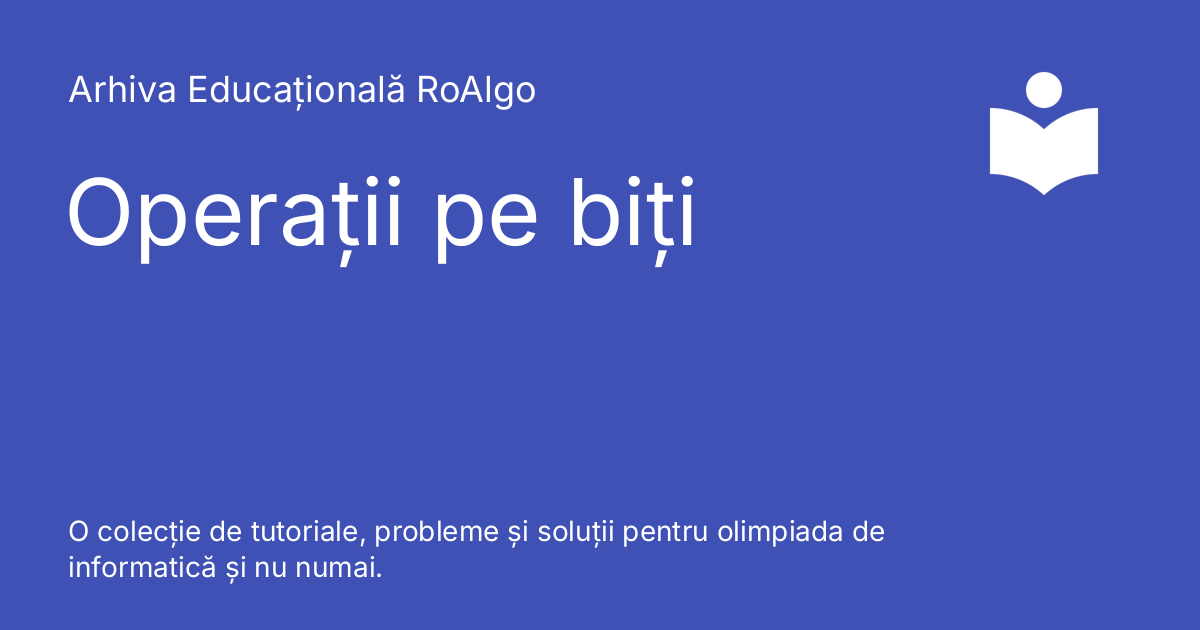 Arhiva Educațională RoAlgo
Operații pe biți
O colecție de tutoriale, probleme și soluții pentru olimpiada de
informatică și nu numai.